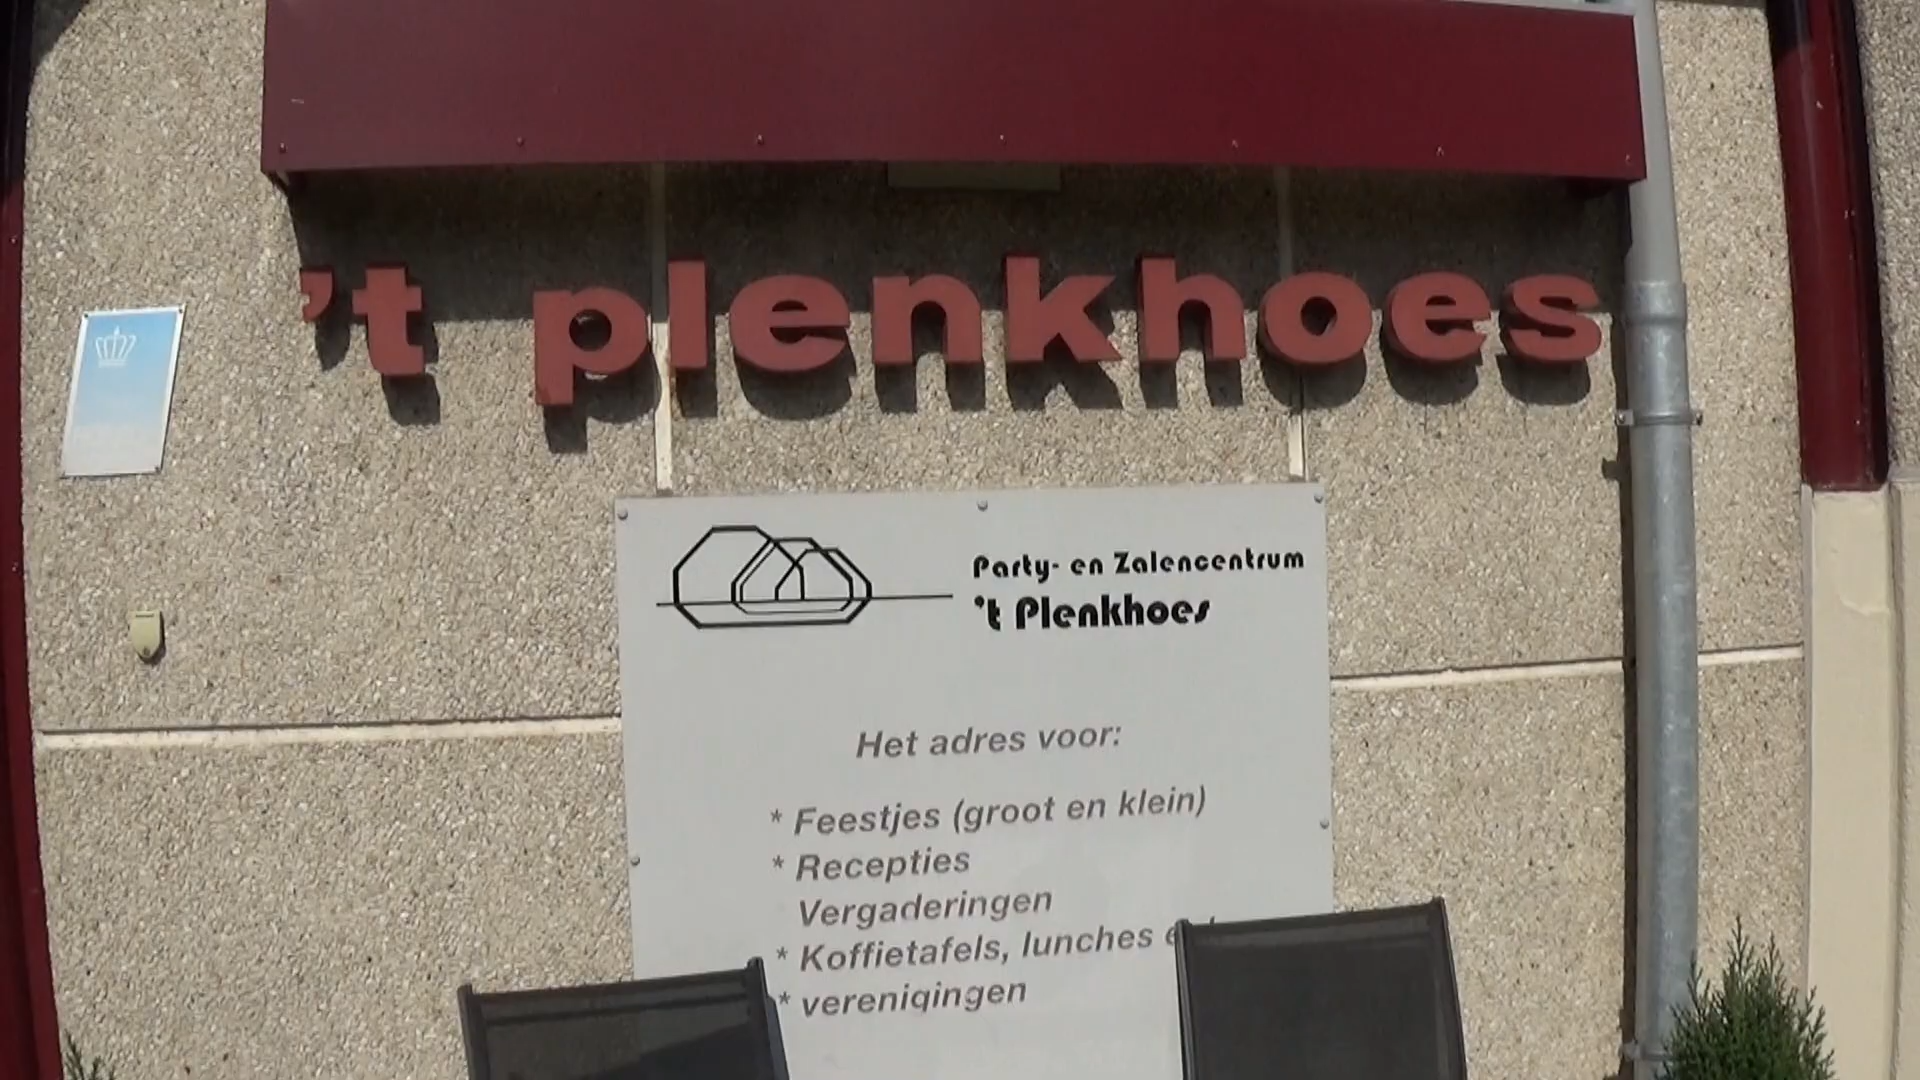 't plenkhoes
Party- en Zalencentrum
't Plenkhoes
Het adres voor:
* Feestjes (groot en klein)
* Recepties
Vergaderingen
* Koffietafels, lunches
* verenigingen